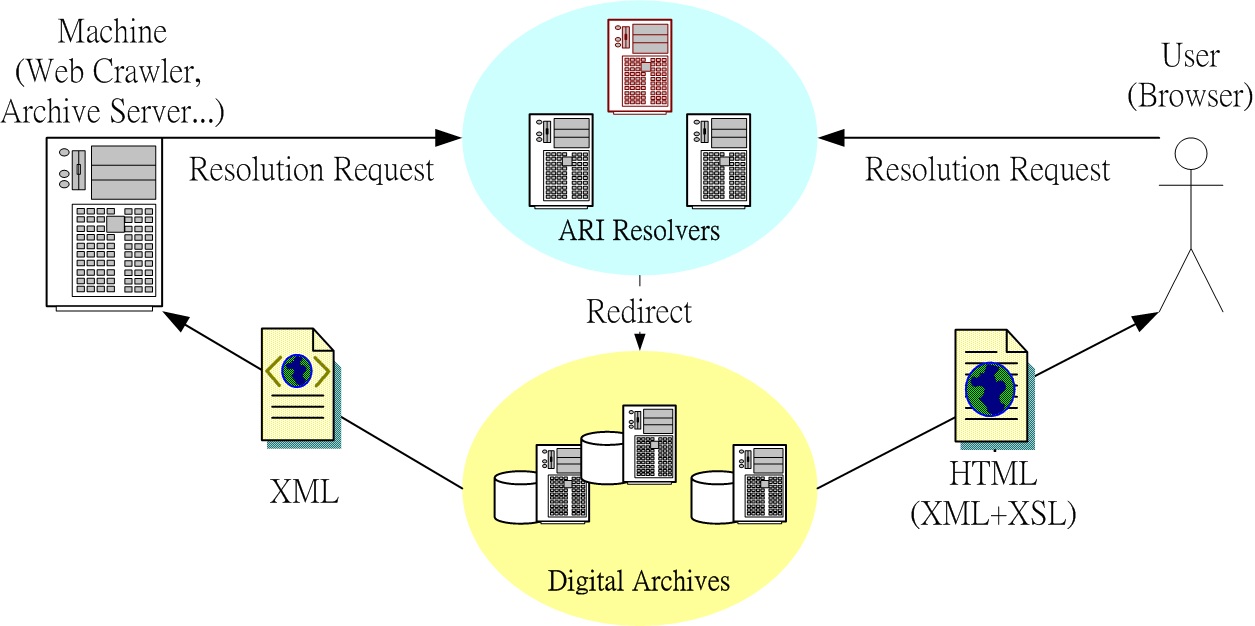 Machine
(Web Crawler,
Archive Server...)
User
(Browser)
Resolution Request
Resolution Request
ARI Resolvers
Redirect
XML
HTML
(XML+XSL)
Digital Archives